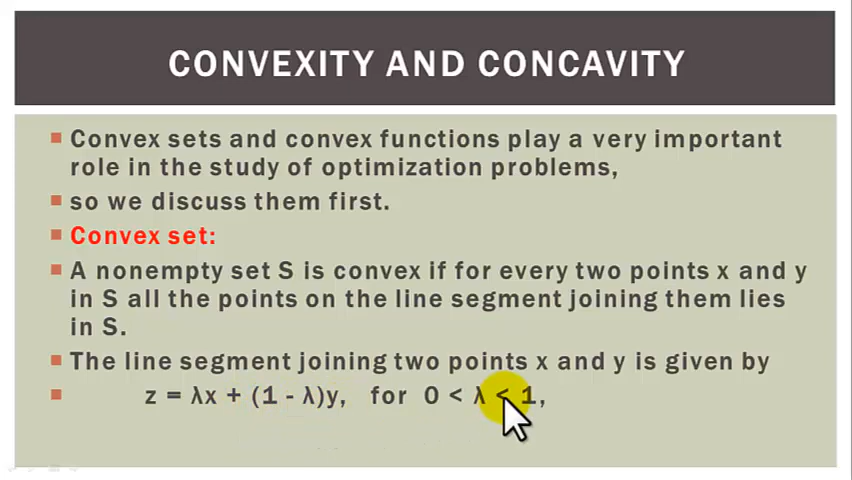 CONVEXITY AND CONCAVITY
Convex sets and convex functions play a very important
role in the study of optimization problems,
so we discuss them first.
Convex set:
A nonempty set S is convex if for every two points x and y
in S all the points on the line segment joining them lies
in S.
The line segment joining two points x and y is given by
z = λx + (1 - λ)y, for 0 < λ < 1,